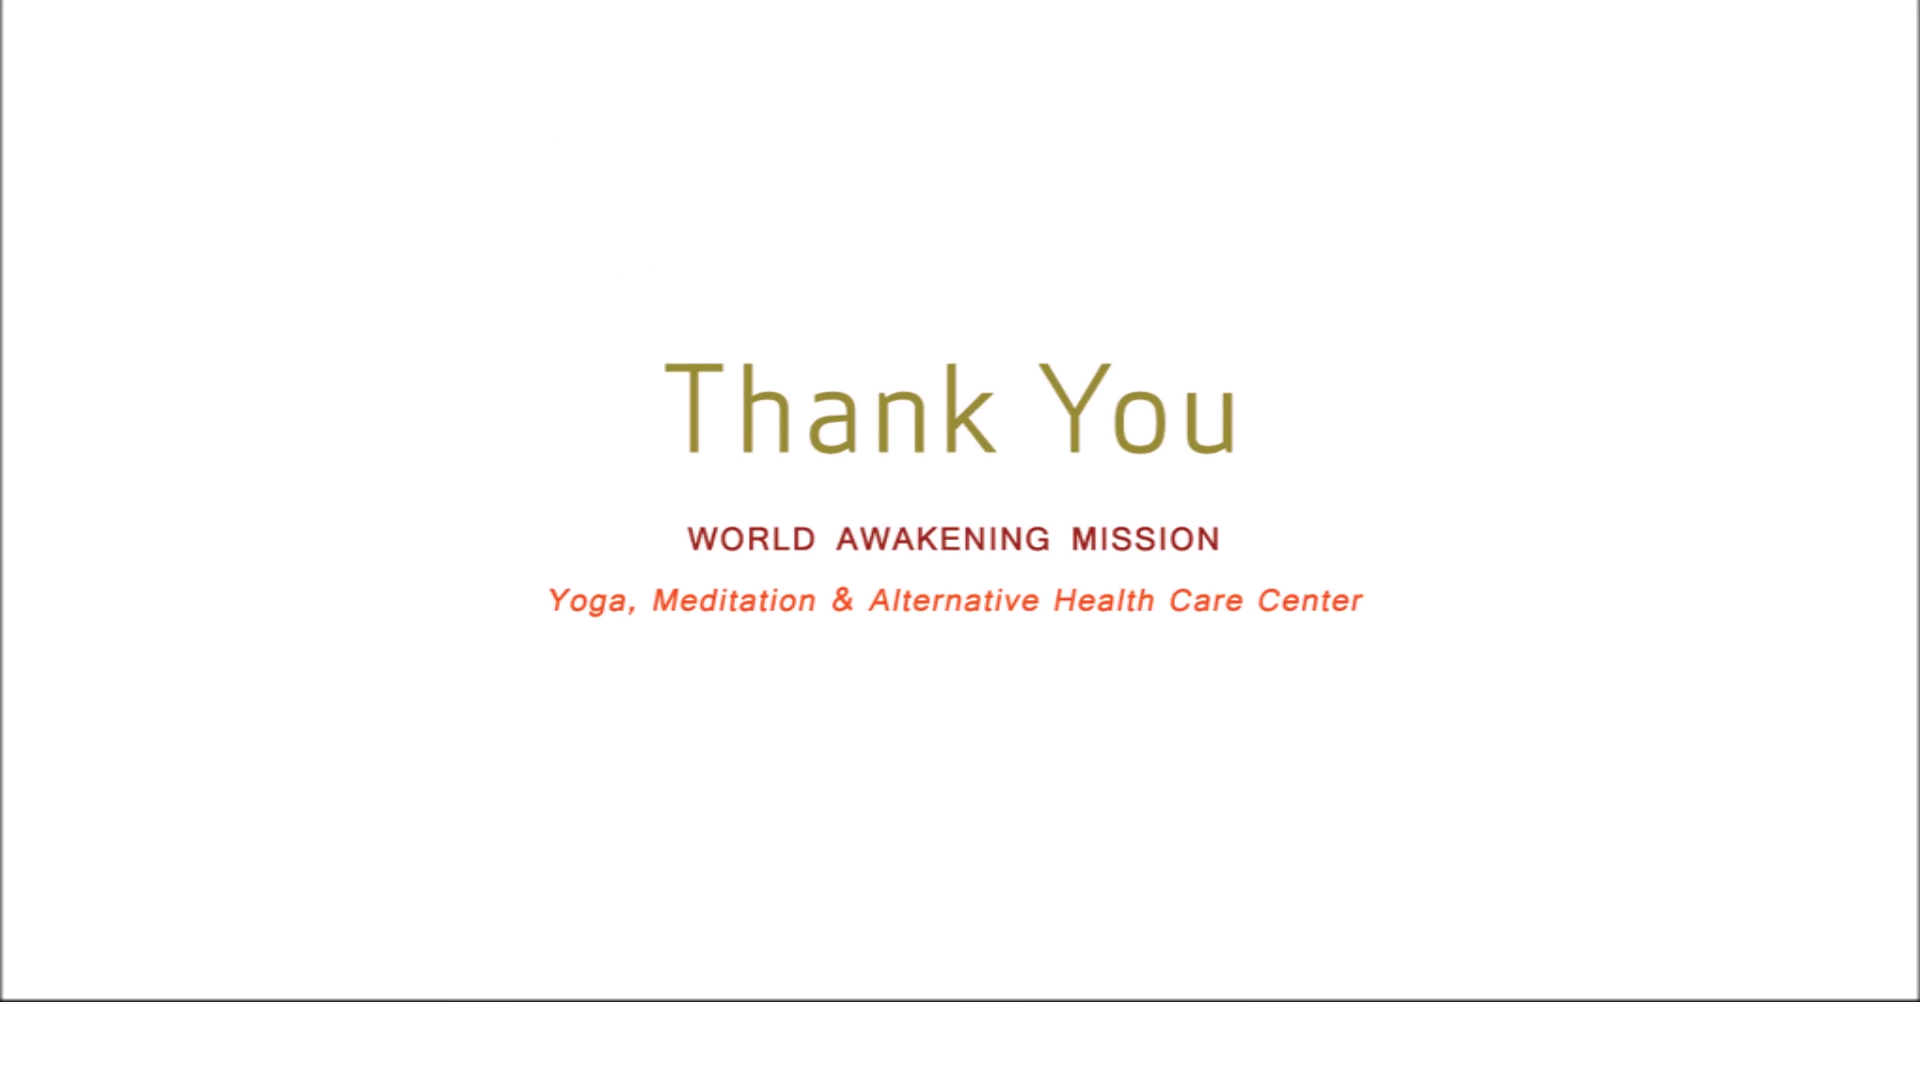 Thank You
WORLD AWAKENING MISSION
Yoga, Meditation & Alternative Health Care Center